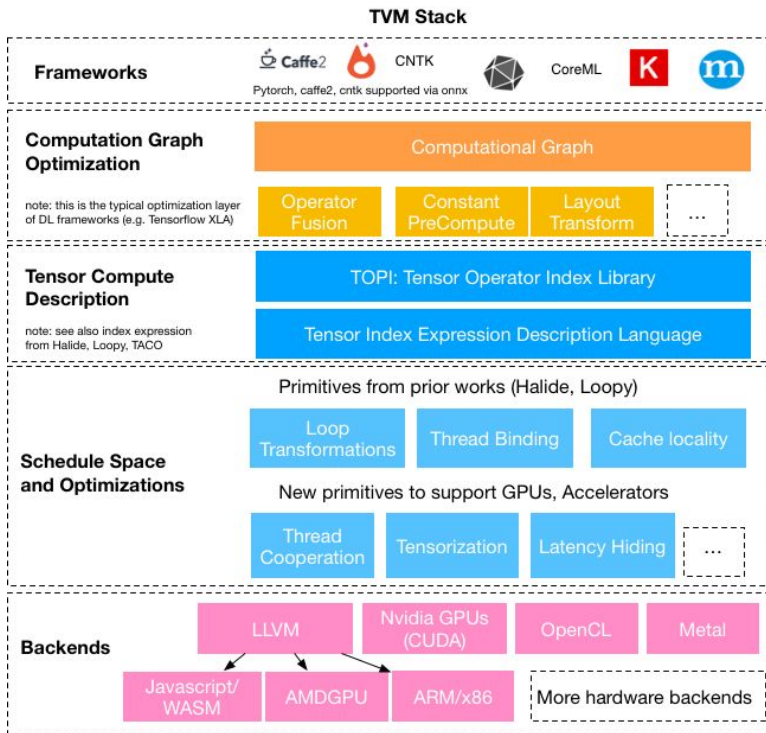 TVM Stack
Frameworks
Caffe2
CNTK
CoreML
K
m
Pytorch, caffe2, cntk supported via onnx
Computation Graph
Optimization
note: this is the typical optimization layer
of DL frameworks (e.g. Tensorflow XLA)
Computational Graph
Operator
Fusion
Constant
PreCompute
Layout
Transform
...
Tensor Compute
Description
note: see also index expression
from Halide, Loopy, TACO
TOPI: Tensor Operator Index Library
Tensor Index Expression Description Language
Schedule Space
and Optimizations
Primitives from prior works (Halide, Loopy)
Loop
Transformations
Thread Binding
Cache locality
New primitives to support GPUs, Accelerators
Thread
Cooperation
Tensorization
Latency Hiding
...
Backends
LLVM
Nvidia GPUs
(CUDA)
OpenCL
Metal
Javascript/
WASM
AMDGPU
ARM/x86
More hardware backends